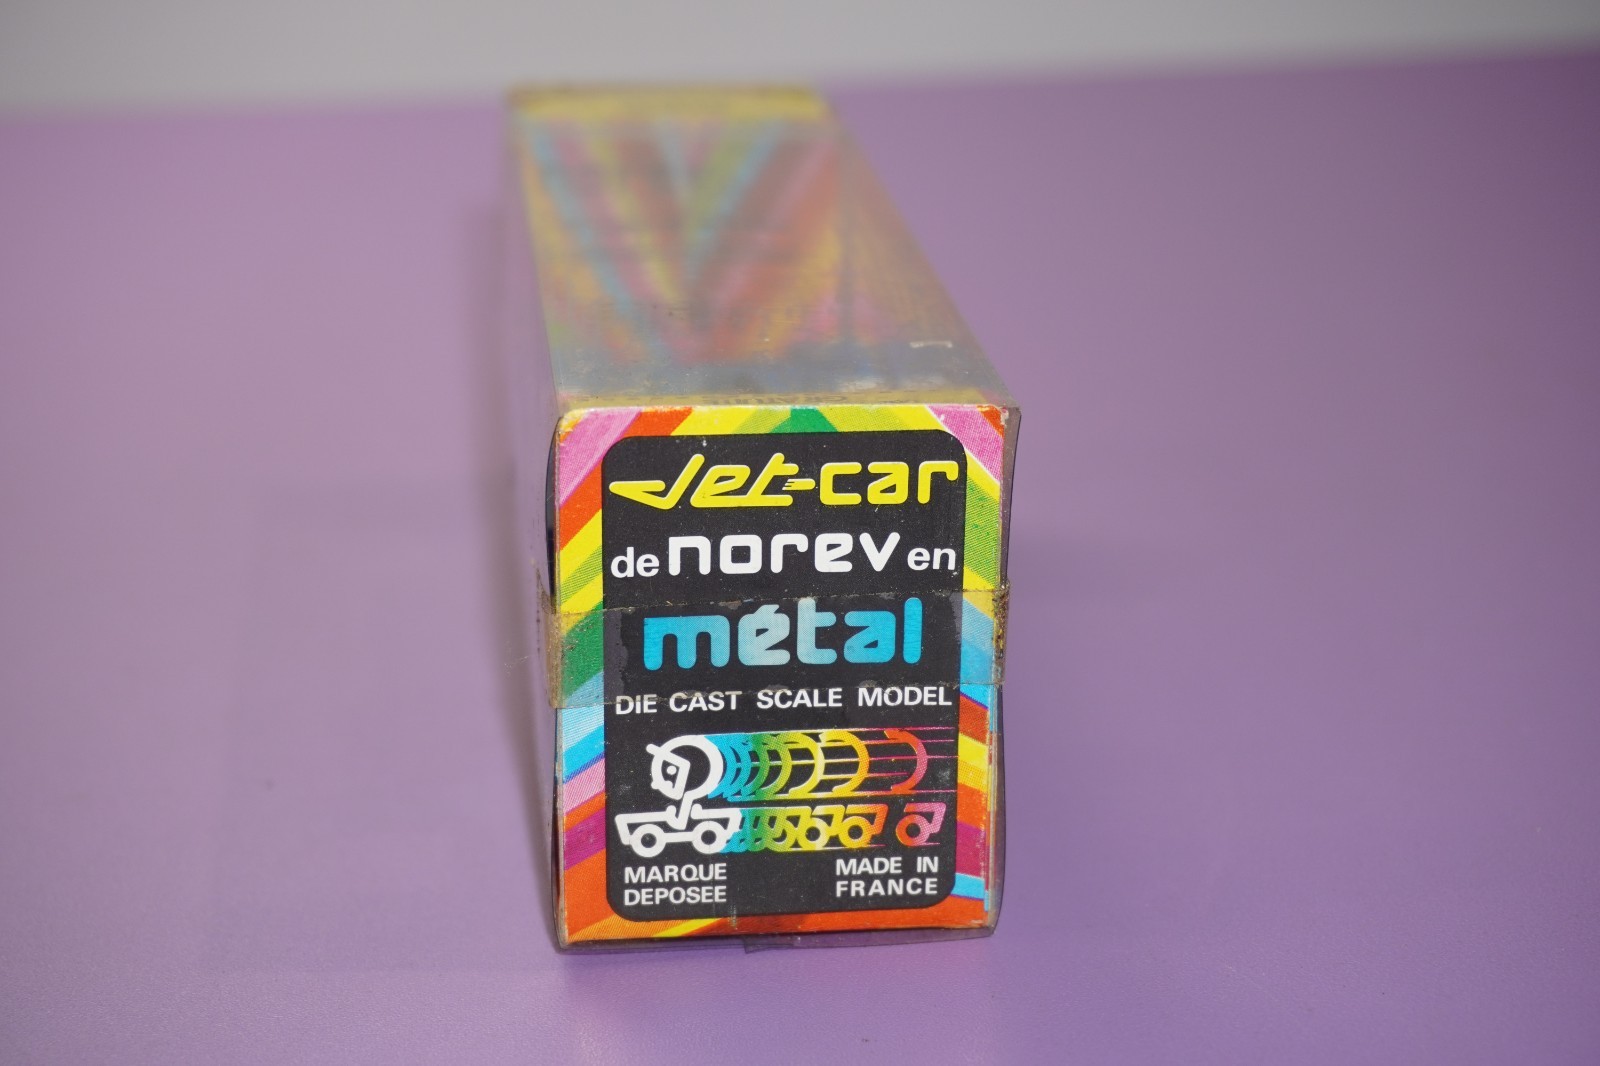 Jet-car
de norev en
métal
DIE CAST SCALE MODEL
MARQUE
DEPOSEE
MADE IN
FRANCE